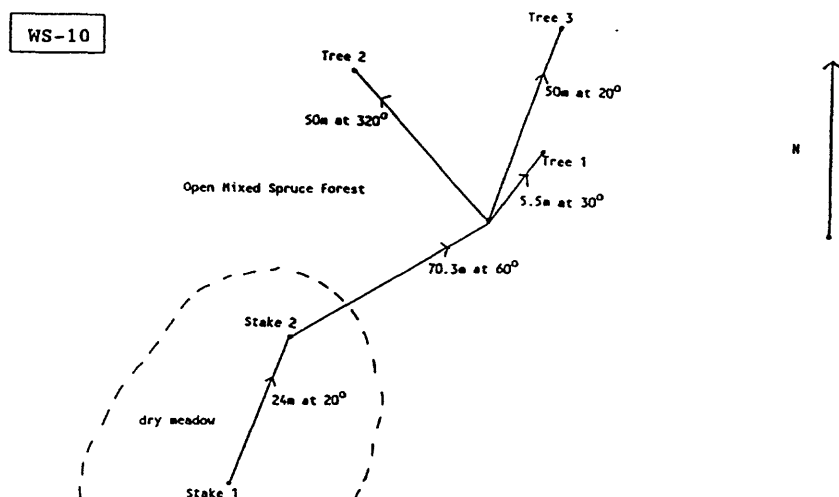 WS-10
Tree 3
Tree 2
50m at 20°
50m at 320°
N
Tree 1
Open Mixed Spruce Forest
5.5m at 30°
70.3m at 60°
Stake 2
24m at 20°
dry meadow
Stake 1